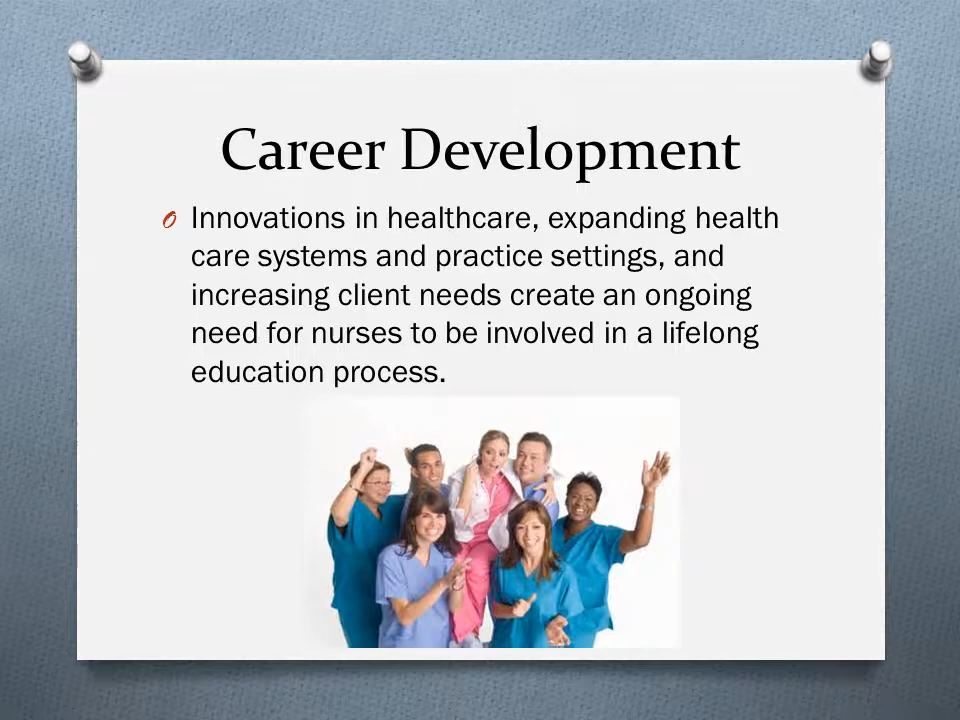 Career Development
Innovations in healthcare, expanding health
care systems and practice settings, and
increasing client needs create an ongoing
need for nurses to be involved in a lifelong
education process.